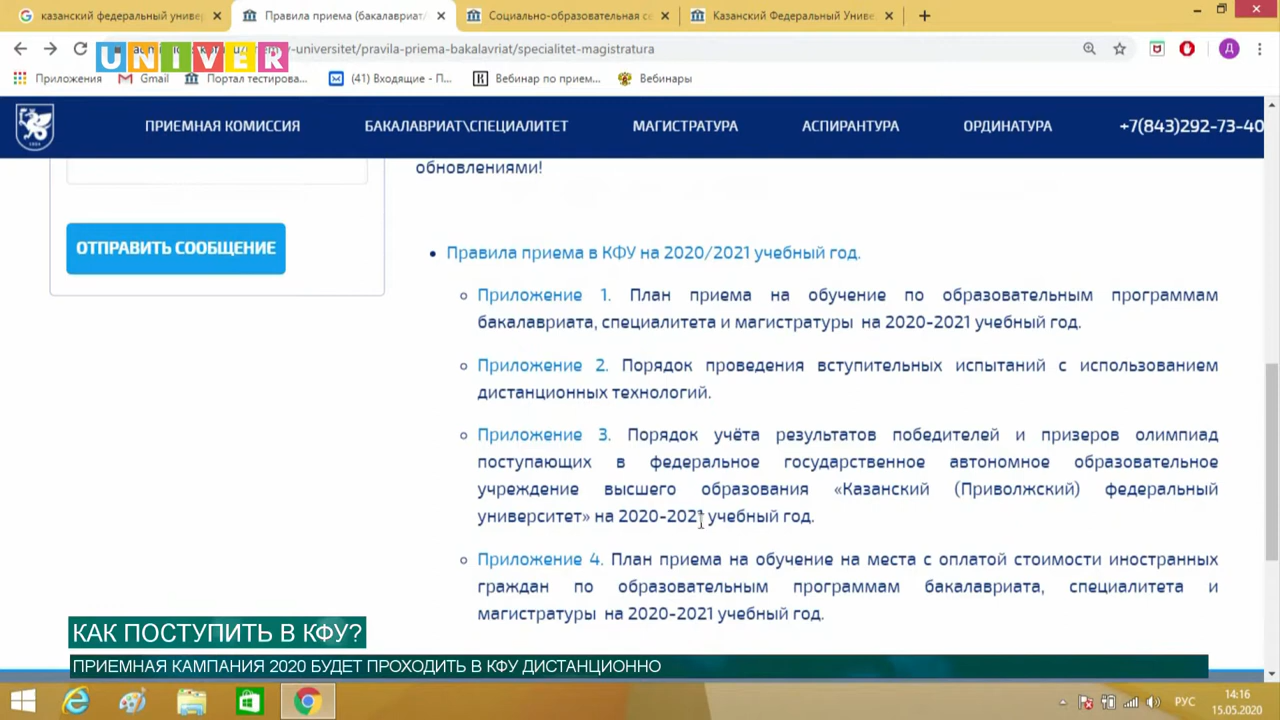 казанский федеральный универ
Правила приема (бакалавриат/
Социально-образовательная се
Казанский Федеральный Униве
-universitet/pravila-priema-bakalavriat/specialitet-magistratura
UNIVER
Д
Приложения
Gmail
Портал тестирова...
(41) Входящие - П...
Вебинар по прием...
Вебинары
ПРИЕМНАЯ КОМИССИЯ
БАКАЛАВРИАТ\СПЕЦИАЛИТЕТ
МАГИСТРАТУРА
АСПИРАНТУРА
ОРДИНАТУРА
+7(843)292-73-40
обновлениями!
ОТПРАВИТЬ СООБЩЕНИЕ
Правила приема в КФУ на 2020/2021 учебный год.
Приложение 1. План приема на обучение по образовательным программам
бакалавриата, специалитета и магистратуры на 2020-2021 учебный год.
Приложение 2. Порядок проведения вступительных испытаний с использованием
дистанционных технологий.
Приложение 3. Порядок учёта результатов победителей и призеров олимпиад
поступающих в федеральное государственное автономное образовательное
учреждение высшего образования «Казанский (Приволжский) федеральный
университет» на 2020-2021 учебный год.
Приложение 4. План приема на обучение на места с оплатой стоимости иностранных
граждан по образовательным программам бакалавриата, специалитета и
магистратуры на 2020-2021 учебный год.
КАК ПОСТУПИТЬ В КФУ?
ПРИЕМНАЯ КАМПАНИЯ 2020 БУДЕТ ПРОХОДИТЬ В КФУ ДИСТАНЦИОННО
РУС
14:16
15.05.2020